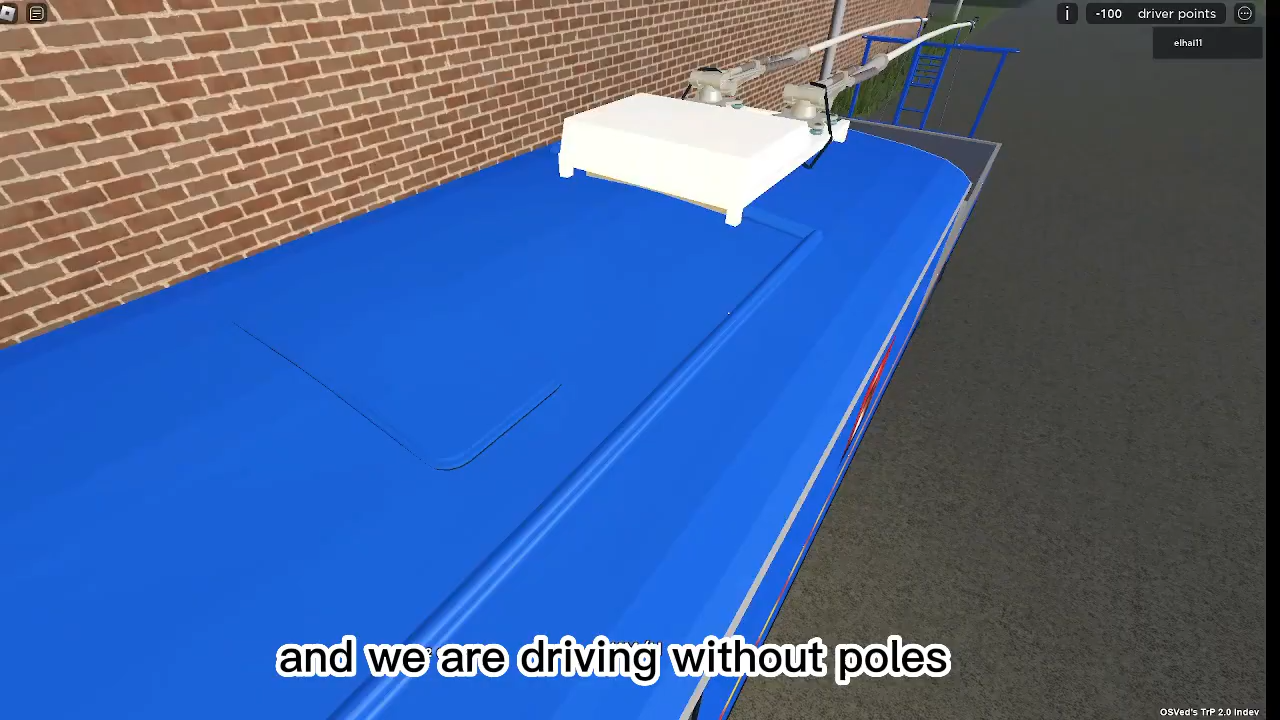 -100 driver points
elhai11
and we are driving without poles
OSVed's TrP 2.0 Indev